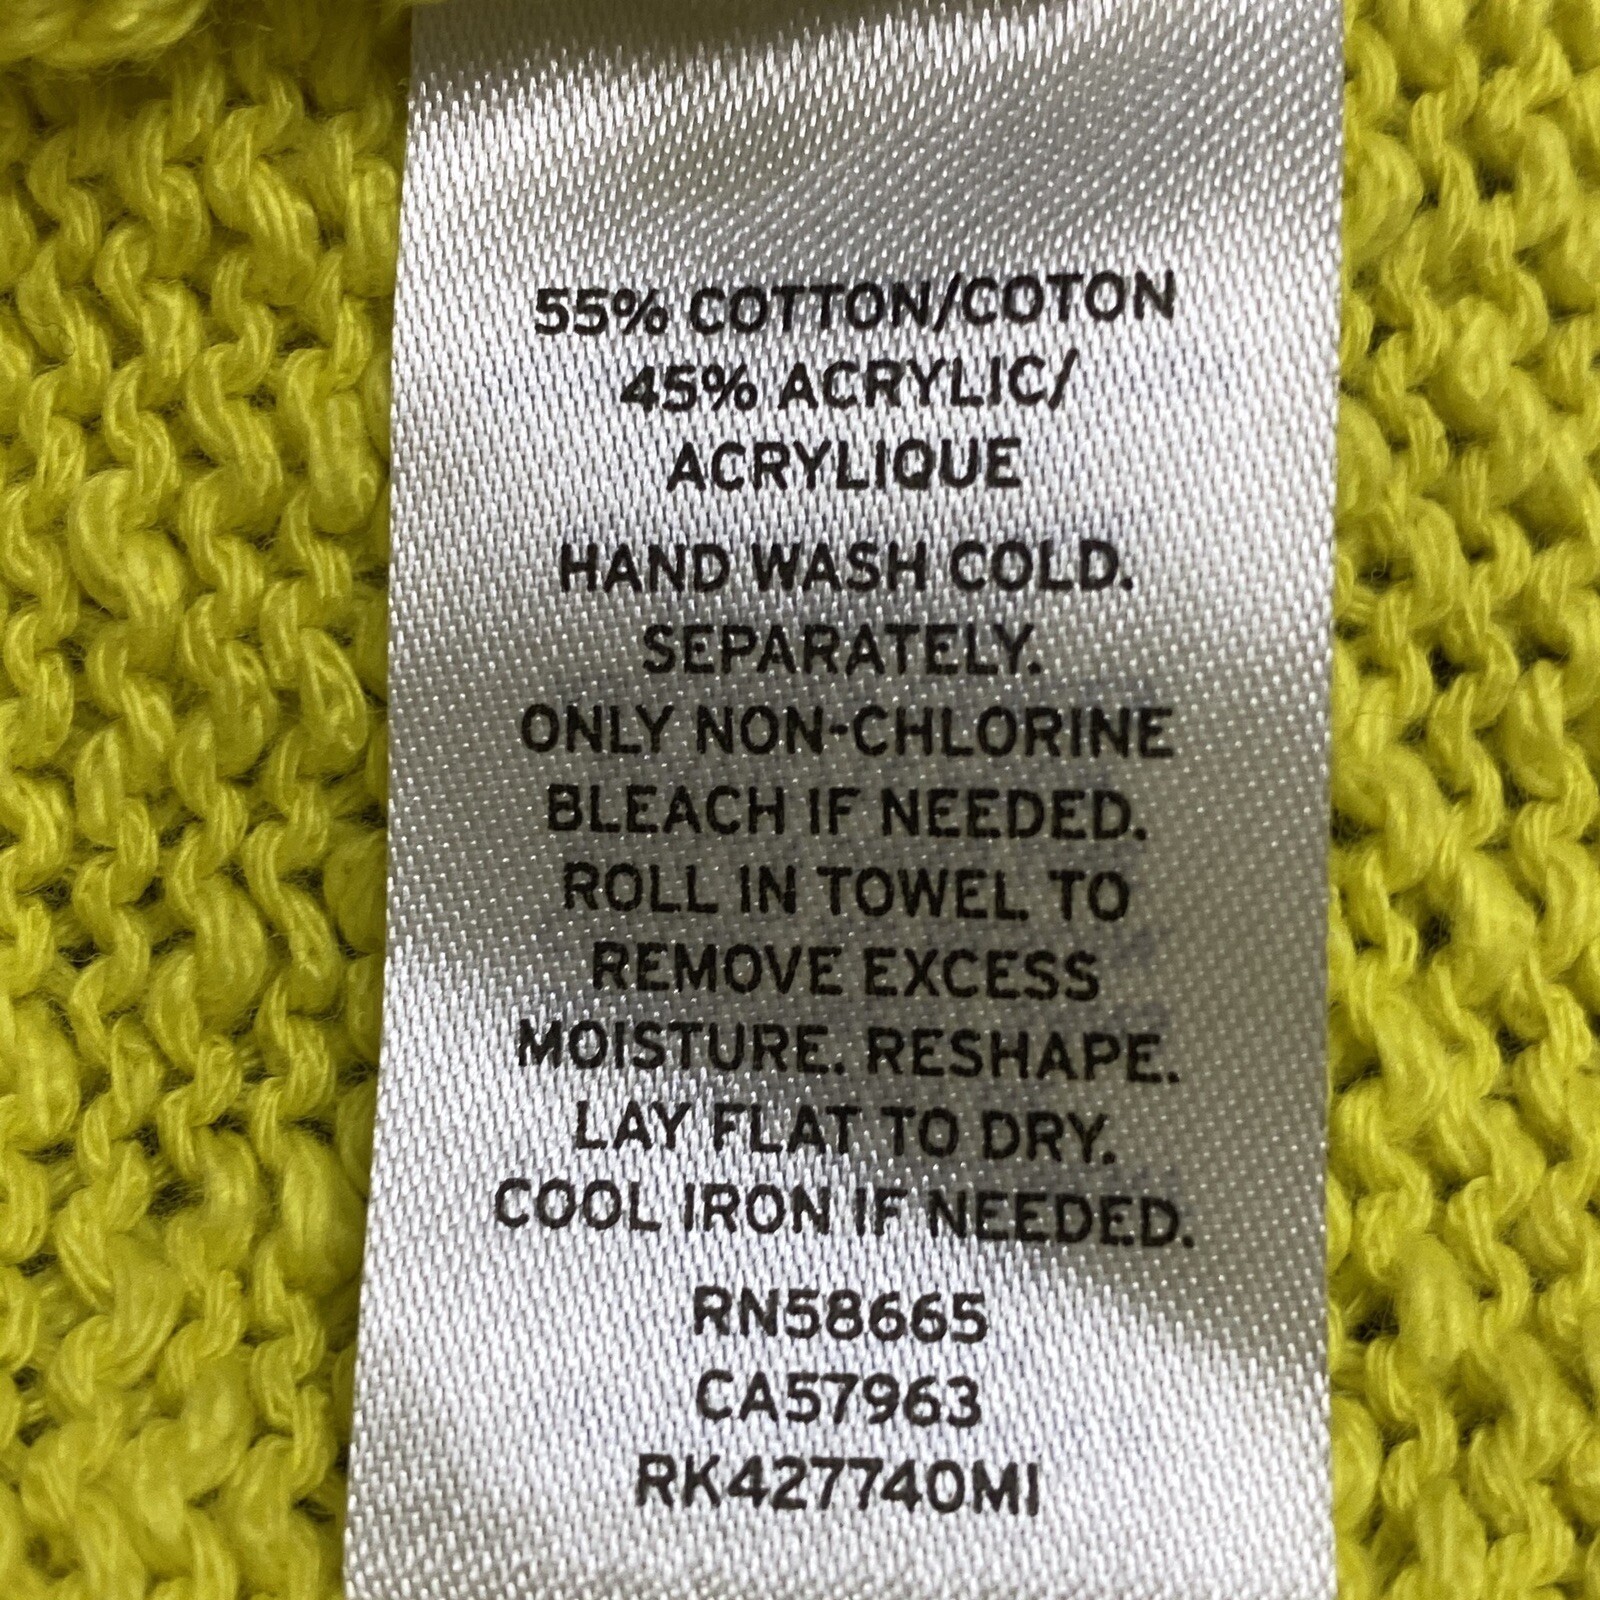 55% COTTON/COTON
45% ACRYLIC/
ACRYLIQUE
HAND WASH COLD.
SEPARATELY.
ONLY NON-CHLORINE
BLEACH IF NEEDED.
ROLL IN TOWEL TO
REMOVE EXCESS
MOISTURE. RESHAPE.
LAY FLAT TO DRY.
COOL IRON IF NEEDED.
RN58665
CA57963
RK427740MI